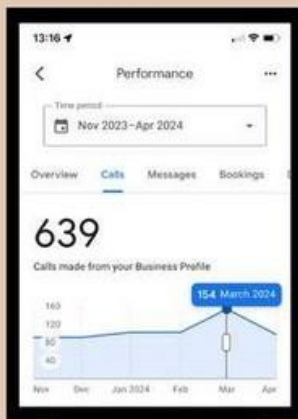 13:16
Performance
Time period
Nov 2023–Apr 2024
Overview Calls Messages Bookings
639
Calls made from your Business Profile
154 March 2024
160
120
80
40
Nov Dec Jan 2024 Feb Mar Apr